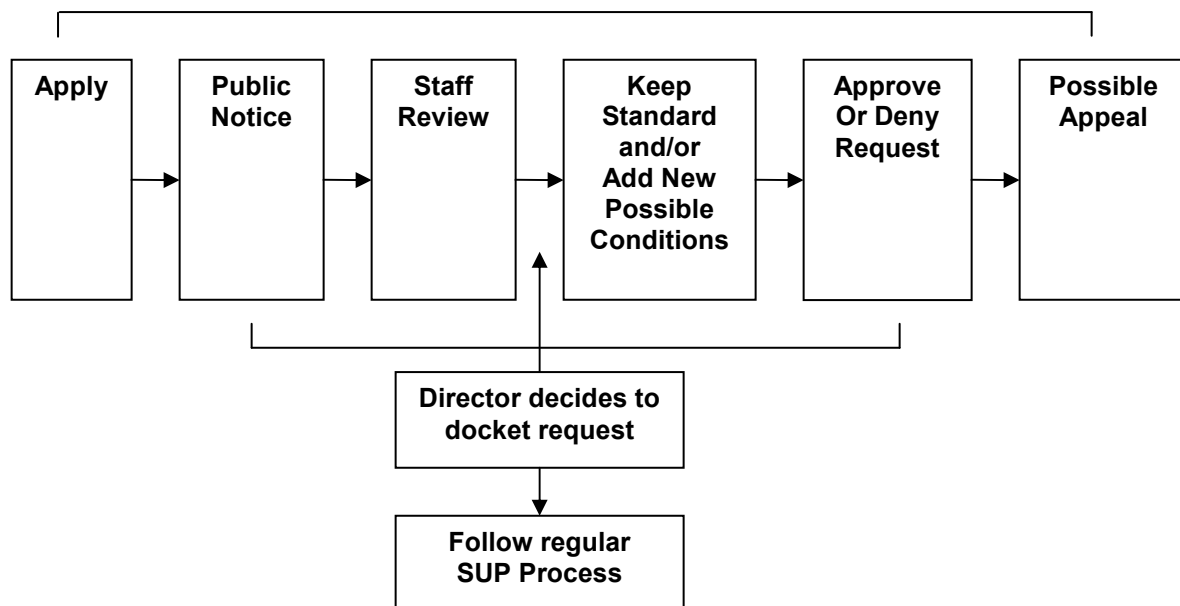 Apply
Public
Notice
Staff
Review
Keep
Standard
and/or
Add New
Possible
Conditions
Approve
Or Deny
Request
Possible
Appeal
Director decides to
docket request
Follow regular
SUP Process